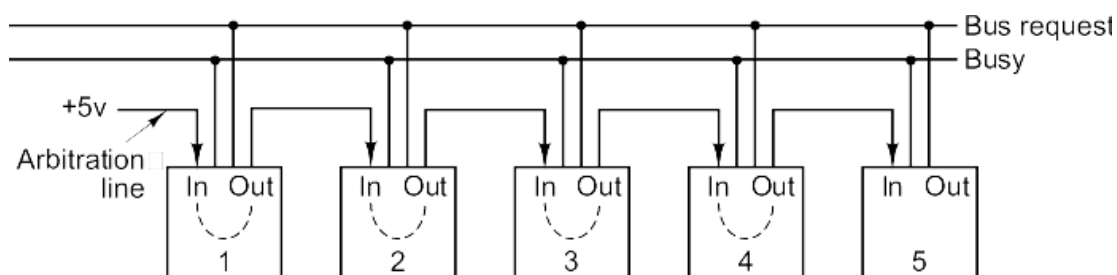 Bus request
Busy
+5v
Arbitration
line
In Out In Out In Out In Out In
1 2 3 4 5